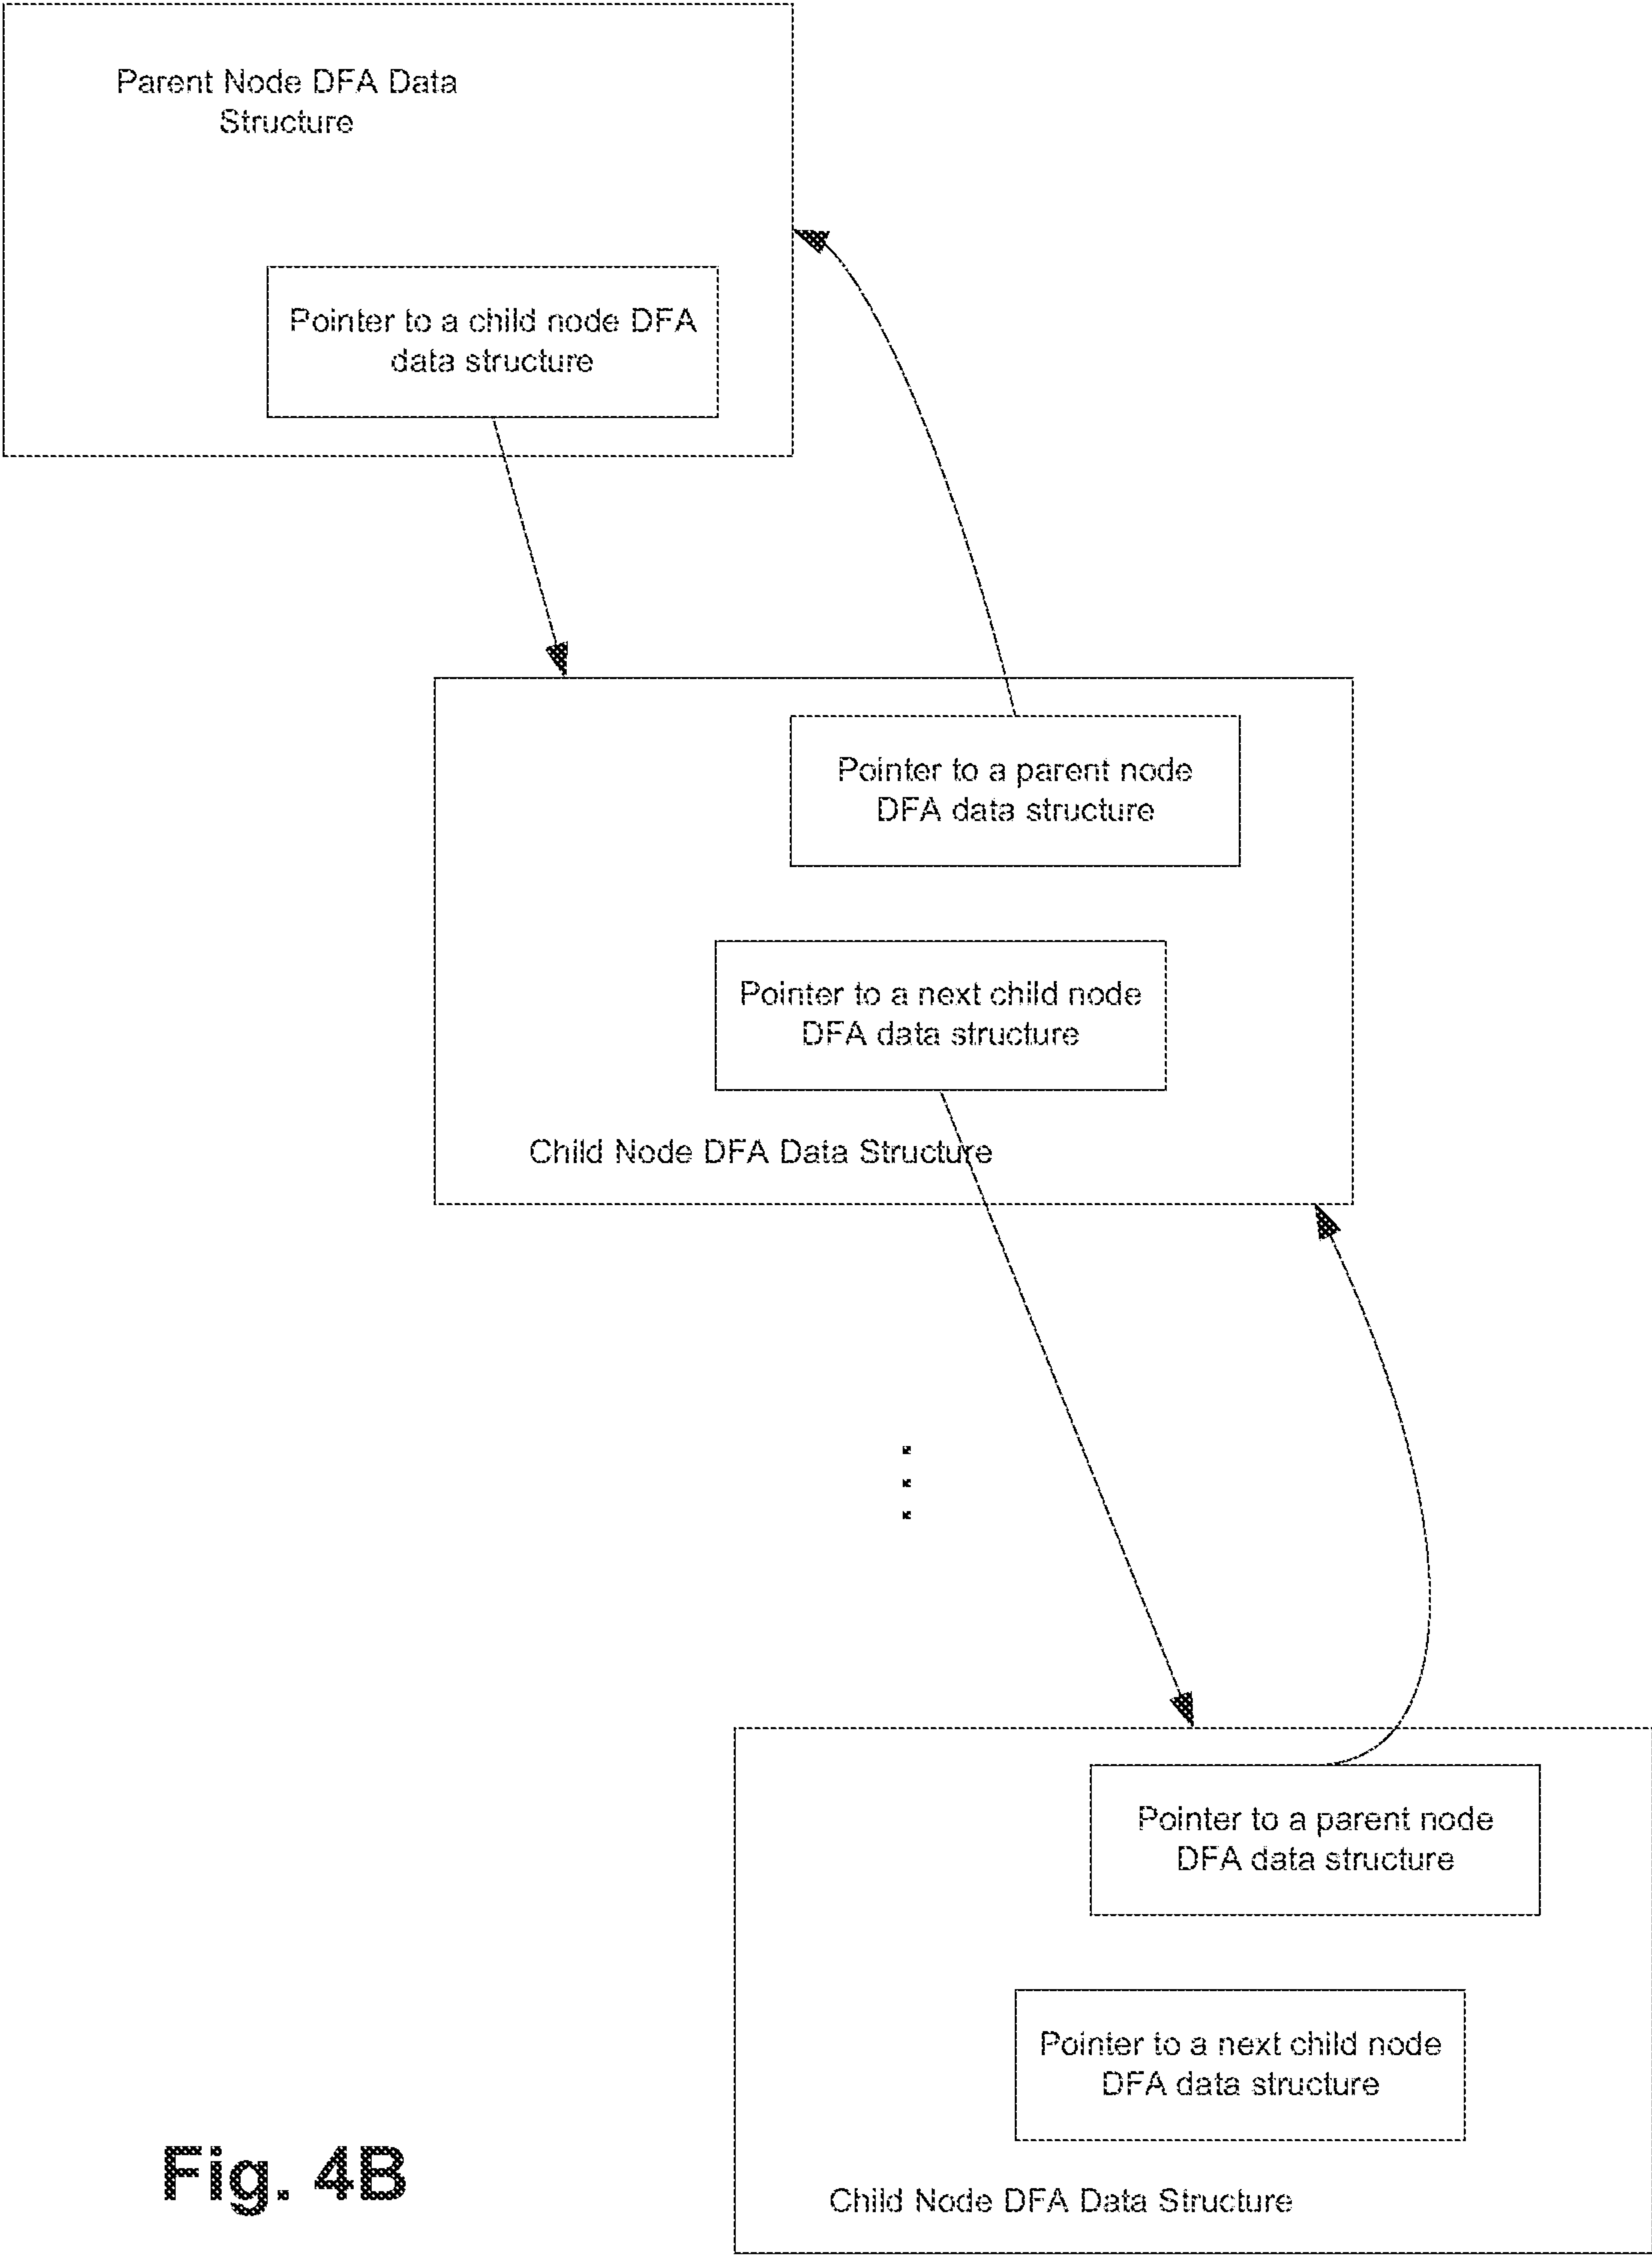 Parent Node DFA Data
Structure
Pointer to a child node DFA
data structure
Pointer to a parent node
DFA data structure
Pointer to a next child node
DFA data structure
Child Node DFA Data Structure
Pointer to a parent node
DFA data structure
Pointer to a next child node
DFA data structure
Child Node DFA Data Structure
Fig. 4B